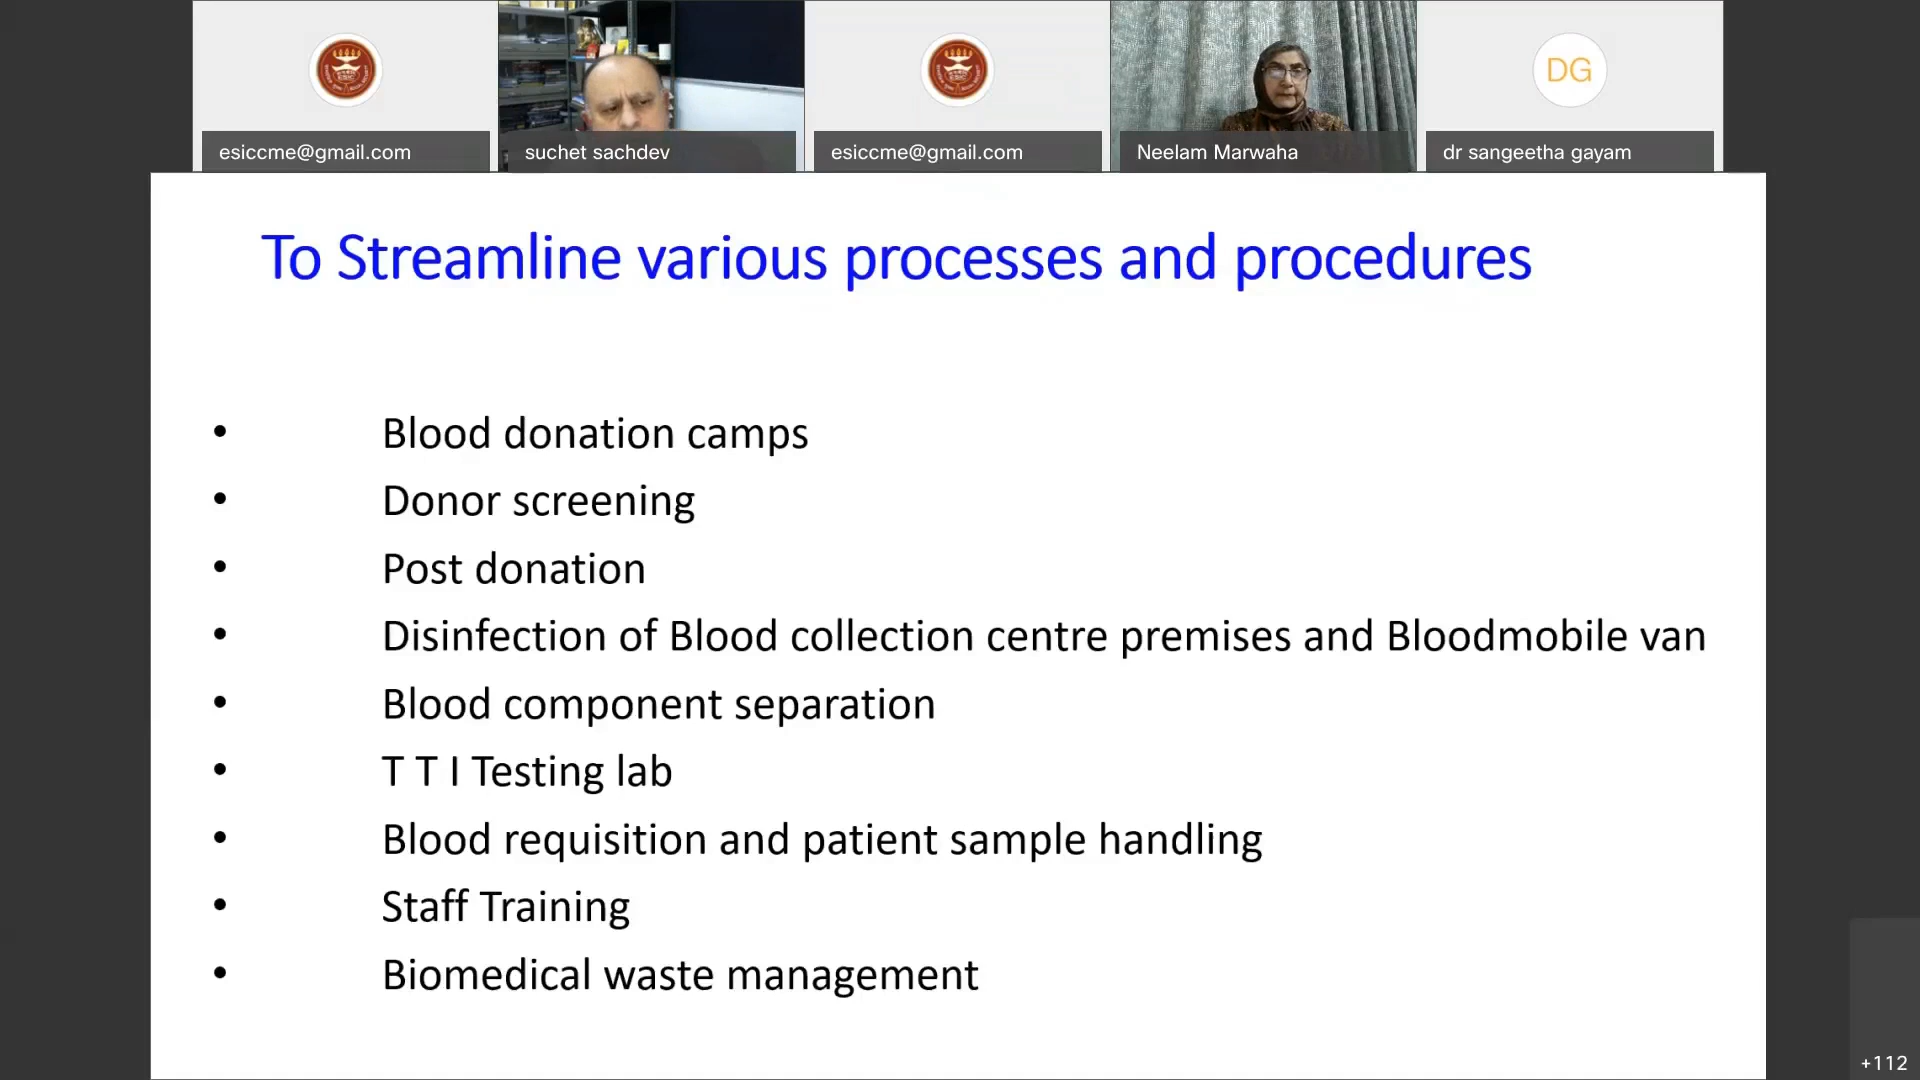 esiccme@gmail.com
suchet sachdev
esiccme@gmail.com
Neelam Marwaha
DG
dr sangeetha gayam
To Streamline various processes and procedures
• Blood donation camps
• Donor screening
• Post donation
• Disinfection of Blood collection centre premises and Bloodmobile van
• Blood component separation
• T T I Testing lab
• Blood requisition and patient sample handling
• Staff Training
• Biomedical waste management
+112